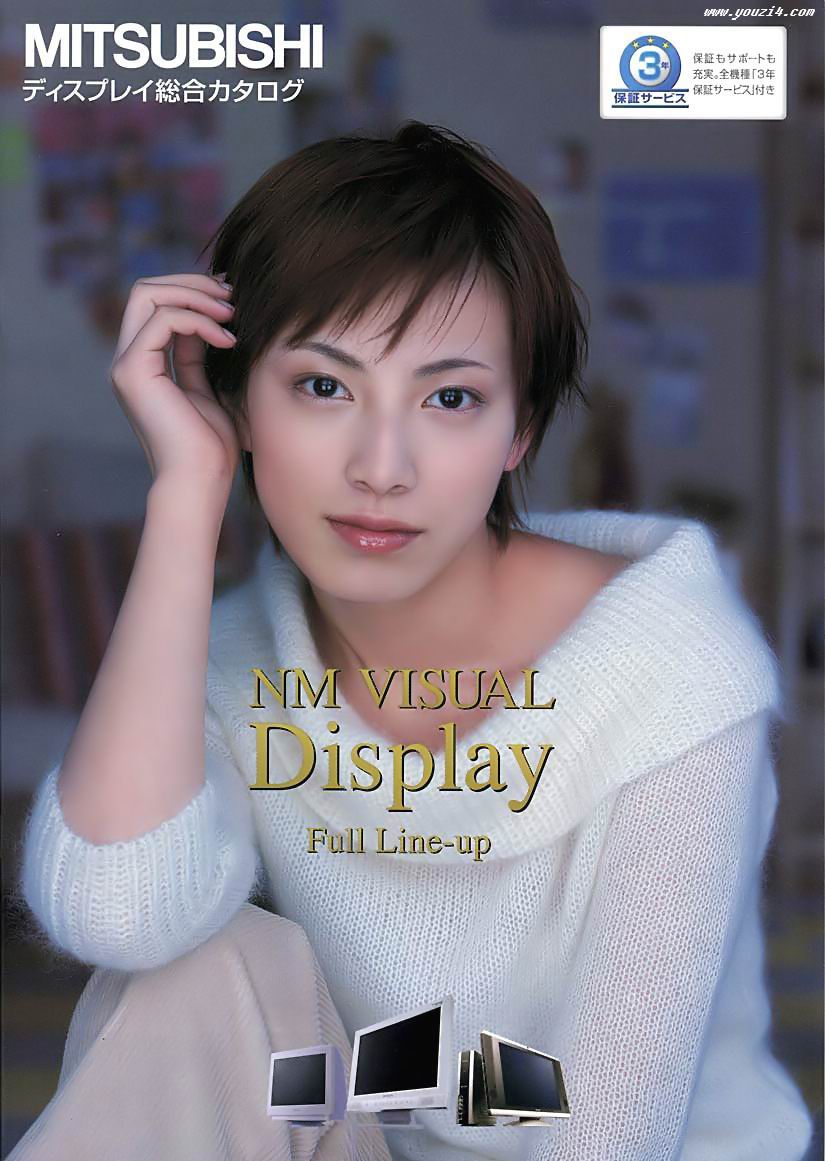 www.youzi4.com
MITSUBISHI
ディスプレイ総合カタログ
3年
保証サービス
保証もサポートも
充実。全機種「3年
保証サービス」付き
NM VISUAL
Display
Full Line-up